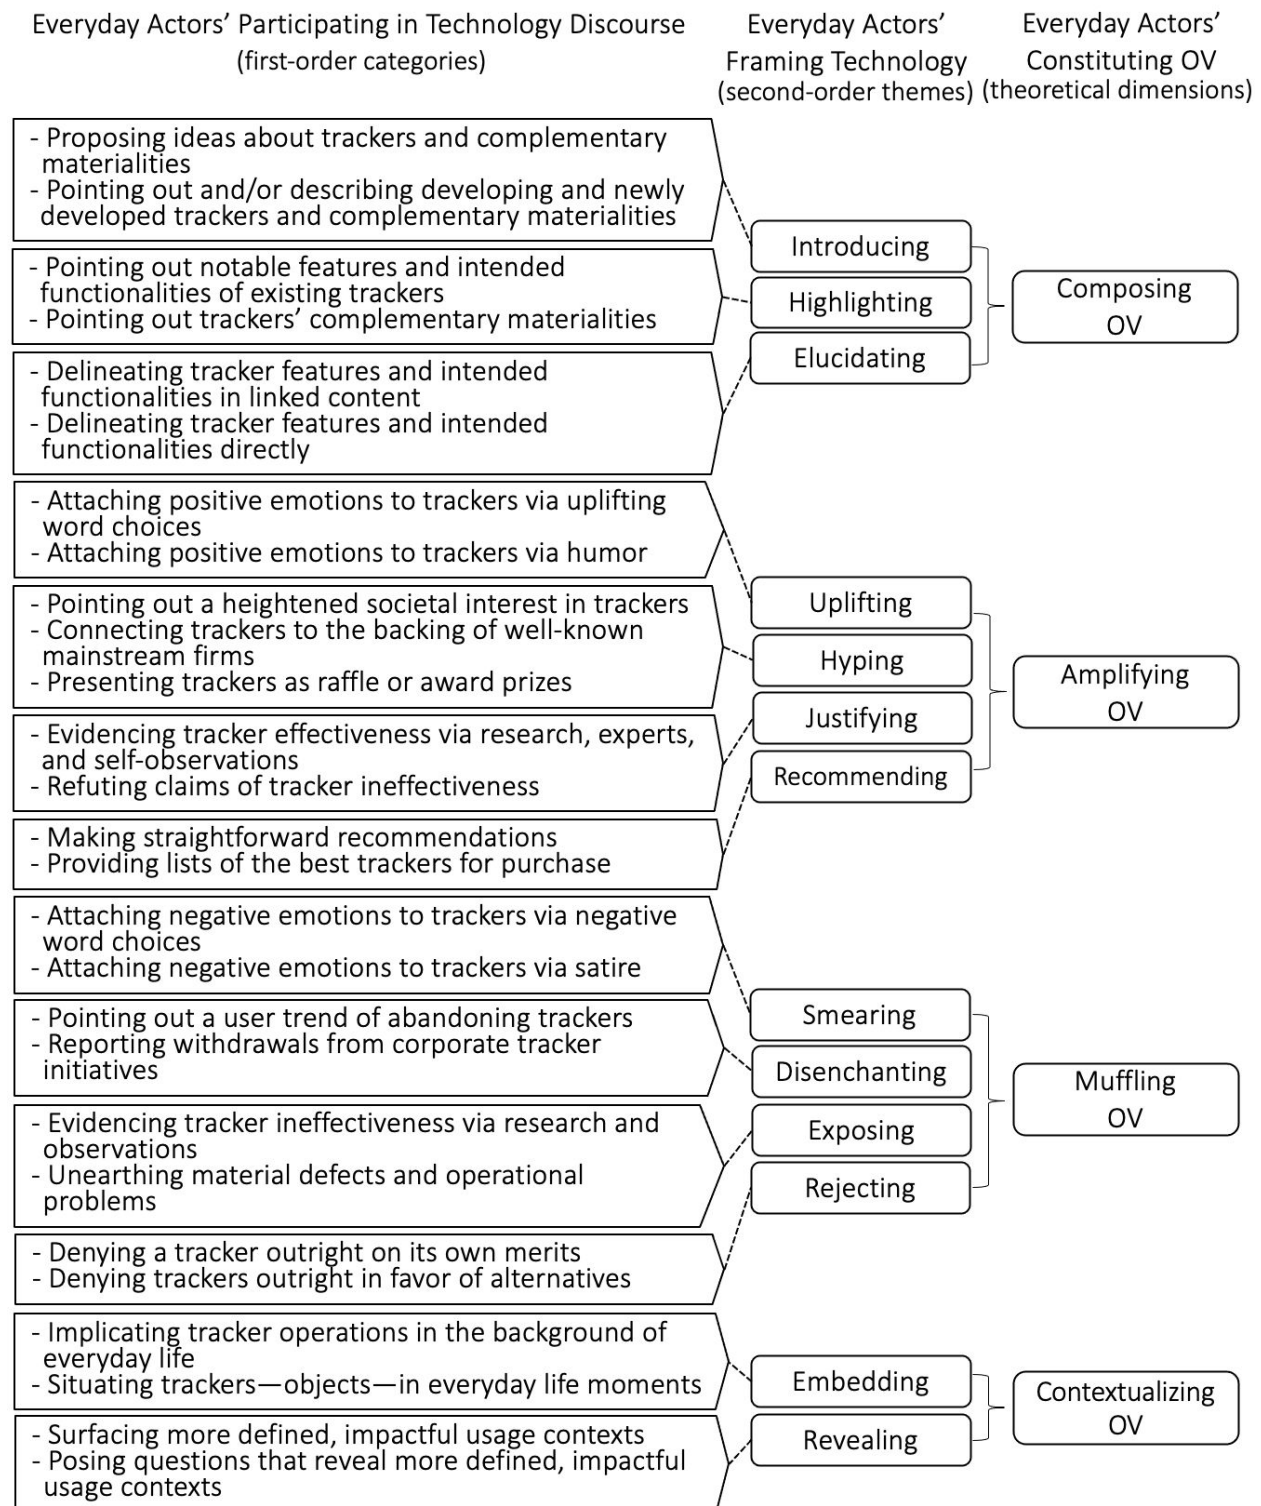 Everyday Actors’ Participating in Technology Discourse
(first-order categories)
Everyday Actors’
Framing Technology
(second-order themes)
Everyday Actors’
Constituting OV
(theoretical dimensions)
- Proposing ideas about trackers and complementary
materialities
- Pointing out and/or describing developing and newly
developed trackers and complementary materialities
- Pointing out notable features and intended
functionalities of existing trackers
- Pointing out trackers’ complementary materialities
- Delineating tracker features and intended
functionalities in linked content
- Delineating tracker features and intended
functionalities directly
Introducing
Highlighting
Elucidating
Composing
OV
- Attaching positive emotions to trackers via uplifting
word choices
- Attaching positive emotions to trackers via humor
- Pointing out a heightened societal interest in trackers
- Connecting trackers to the backing of well-known
mainstream firms
- Presenting trackers as raffle or award prizes
- Evidencing tracker effectiveness via research, experts,
and self-observations
- Refuting claims of tracker ineffectiveness
- Making straightforward recommendations
- Providing lists of the best trackers for purchase
Uplifting
Hyping
Justifying
Recommending
Amplifying
OV
- Attaching negative emotions to trackers via negative
word choices
- Attaching negative emotions to trackers via satire
- Pointing out a user trend of abandoning trackers
- Reporting withdrawals from corporate tracker
initiatives
- Evidencing tracker ineffectiveness via research and
observations
- Unearthing material defects and operational
problems
- Denying a tracker outright on its own merits
- Denying trackers outright in favor of alternatives
Smearing
Disenchanting
Exposing
Rejecting
Muffling
OV
- Implicating tracker operations in the background of
everyday life
- Situating trackers—objects—in everyday life moments
- Surfacing more defined, impactful usage contexts
- Posing questions that reveal more defined, impactful
usage contexts
Embedding
Revealing
Contextualizing
OV